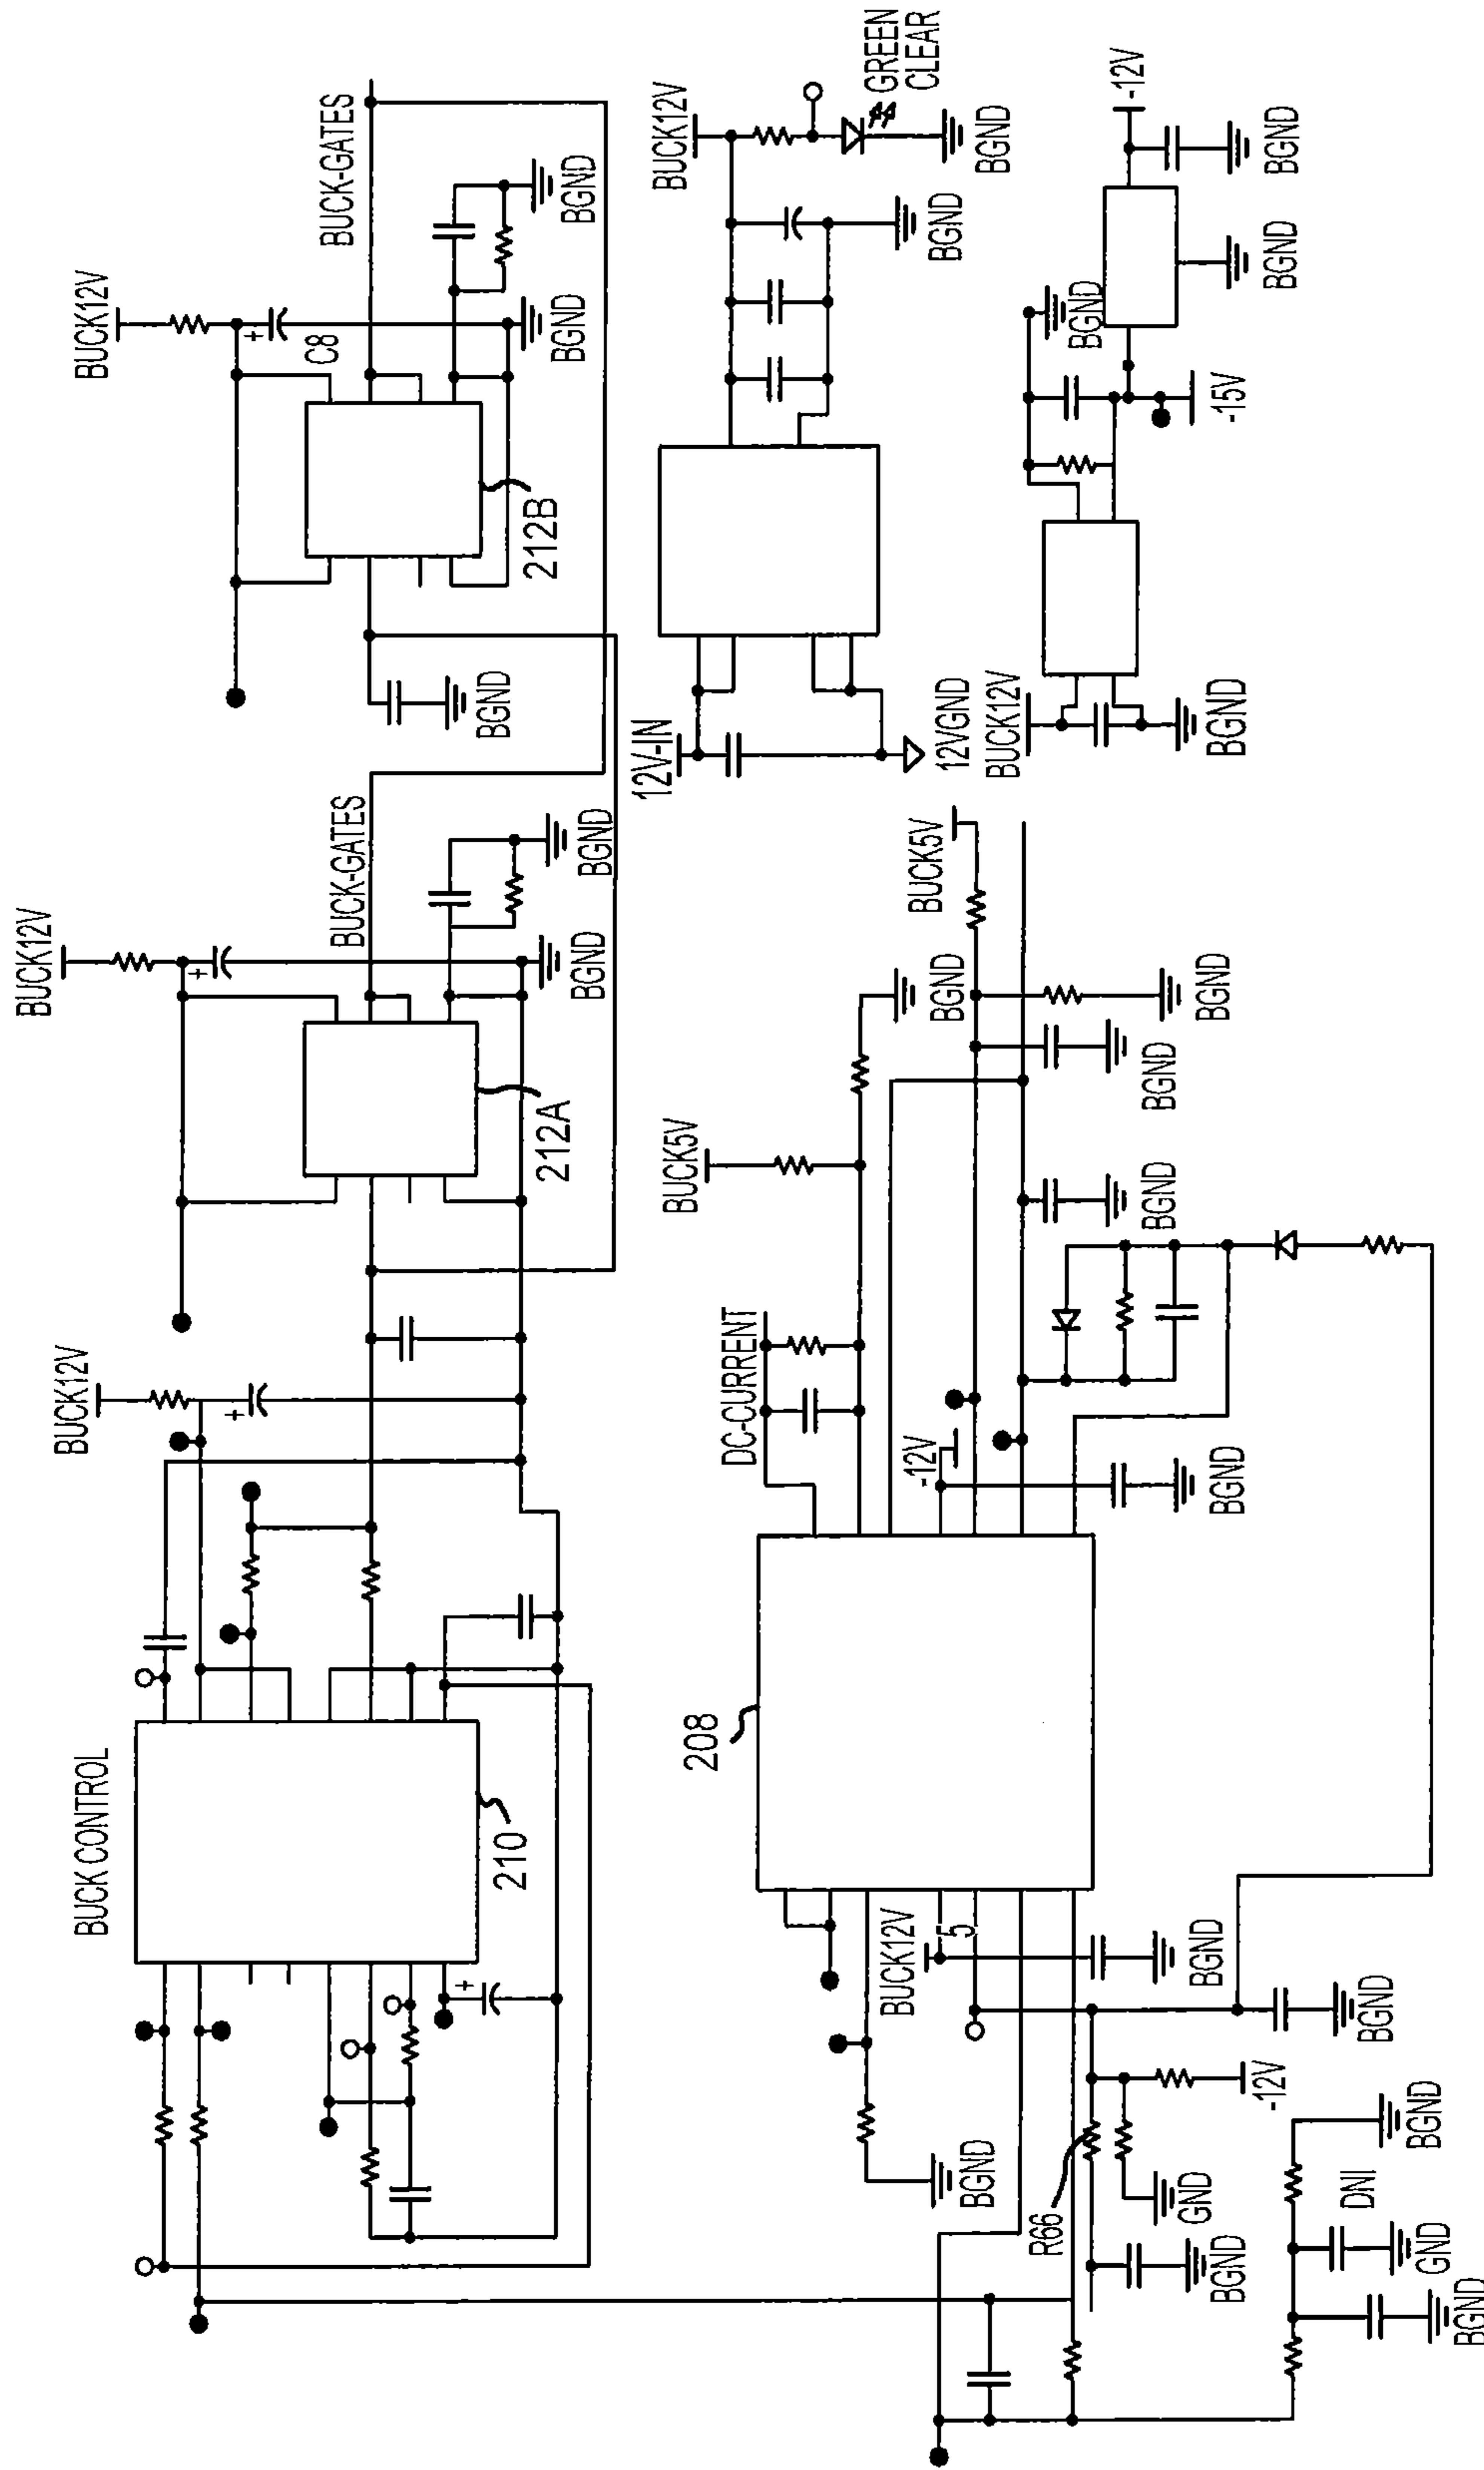 BUCK CONTROL
210
BUCK12V
BUCK12V
BUCK-GATES
212A
BGND
BGND
BUCK12V
C8
BUCK-GATES
212B
BGND
BGND
BGND
12V-IN
12VGND
BUCK12V
GREEN
CLEAR
BGND
BGND
BUCK12V
BGND
BGND
-15V
-12V
BGND
BGND
208
DC-CURRENT
BUCK5V
BGND
BUCK5V
BGND
BGND
BGND
-12V
BGND
BUCK12V
5
BGND
BGND
BGND
R66
GND
-12V
BGND
BGND
GND
DNI
BGND